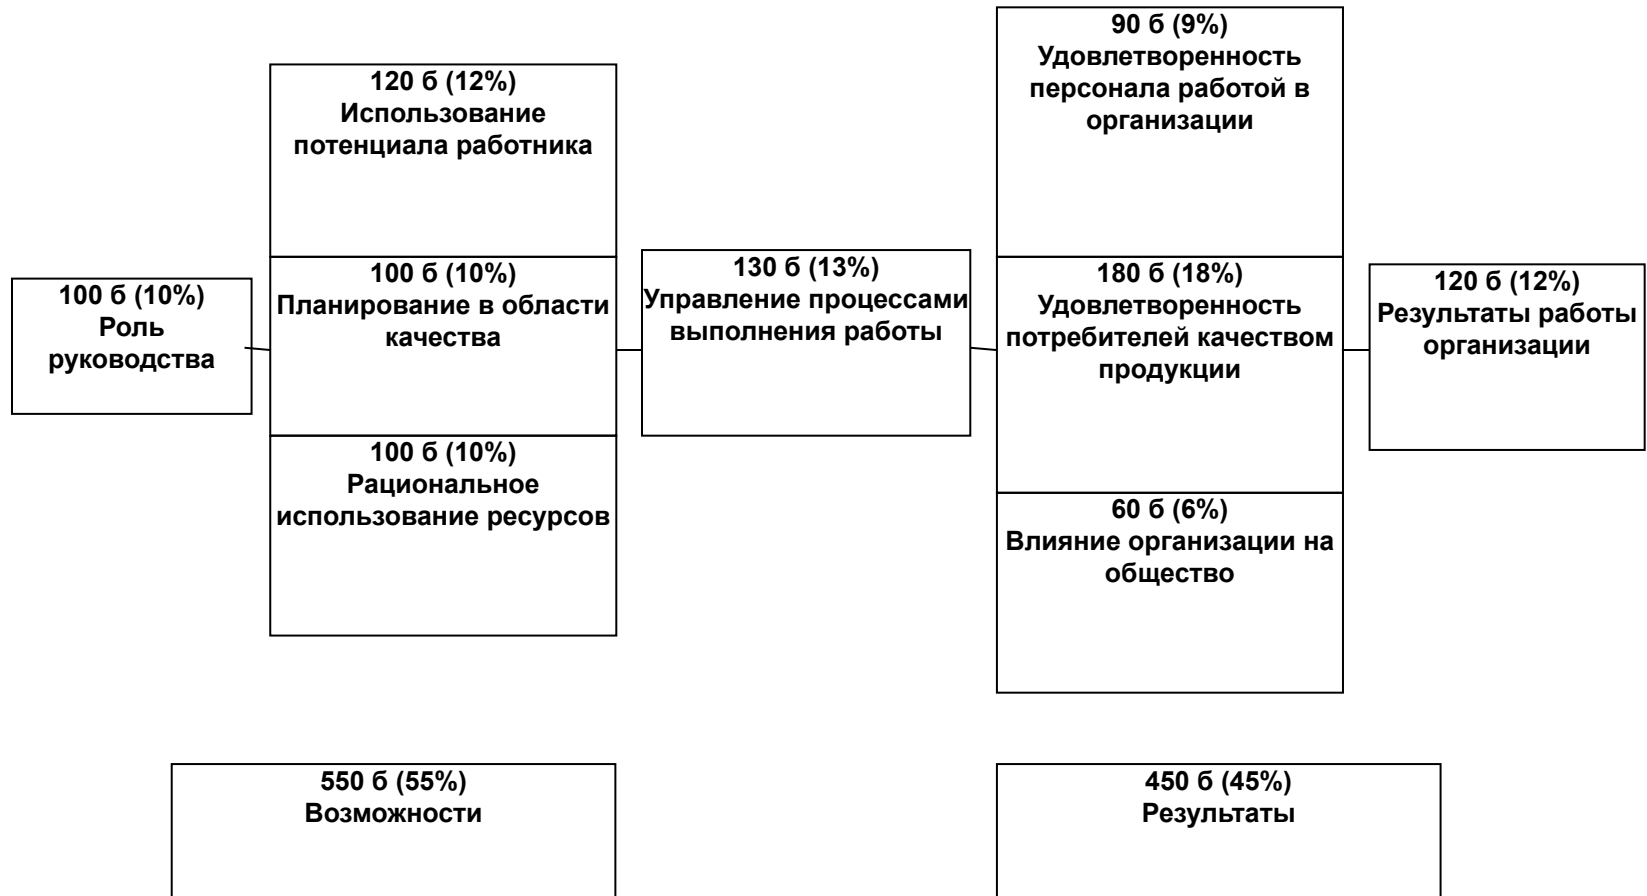 100 б (10%)
Роль
руководства
120 б (12%)
Использование
потенциала работника
100 б (10%)
Планирование в области
качества
100 б (10%)
Рациональное
использование ресурсов
130 б (13%)
Управление процессами
выполнения работы
90 б (9%)
Удовлетворенность
персонала работой в
организации
180 б (18%)
Удовлетворенность
потребителей качеством
продукции
60 б (6%)
Влияние организации на
общество
120 б (12%)
Результаты работы
организации
550 б (55%)
Возможности
450 б (45%)
Результаты